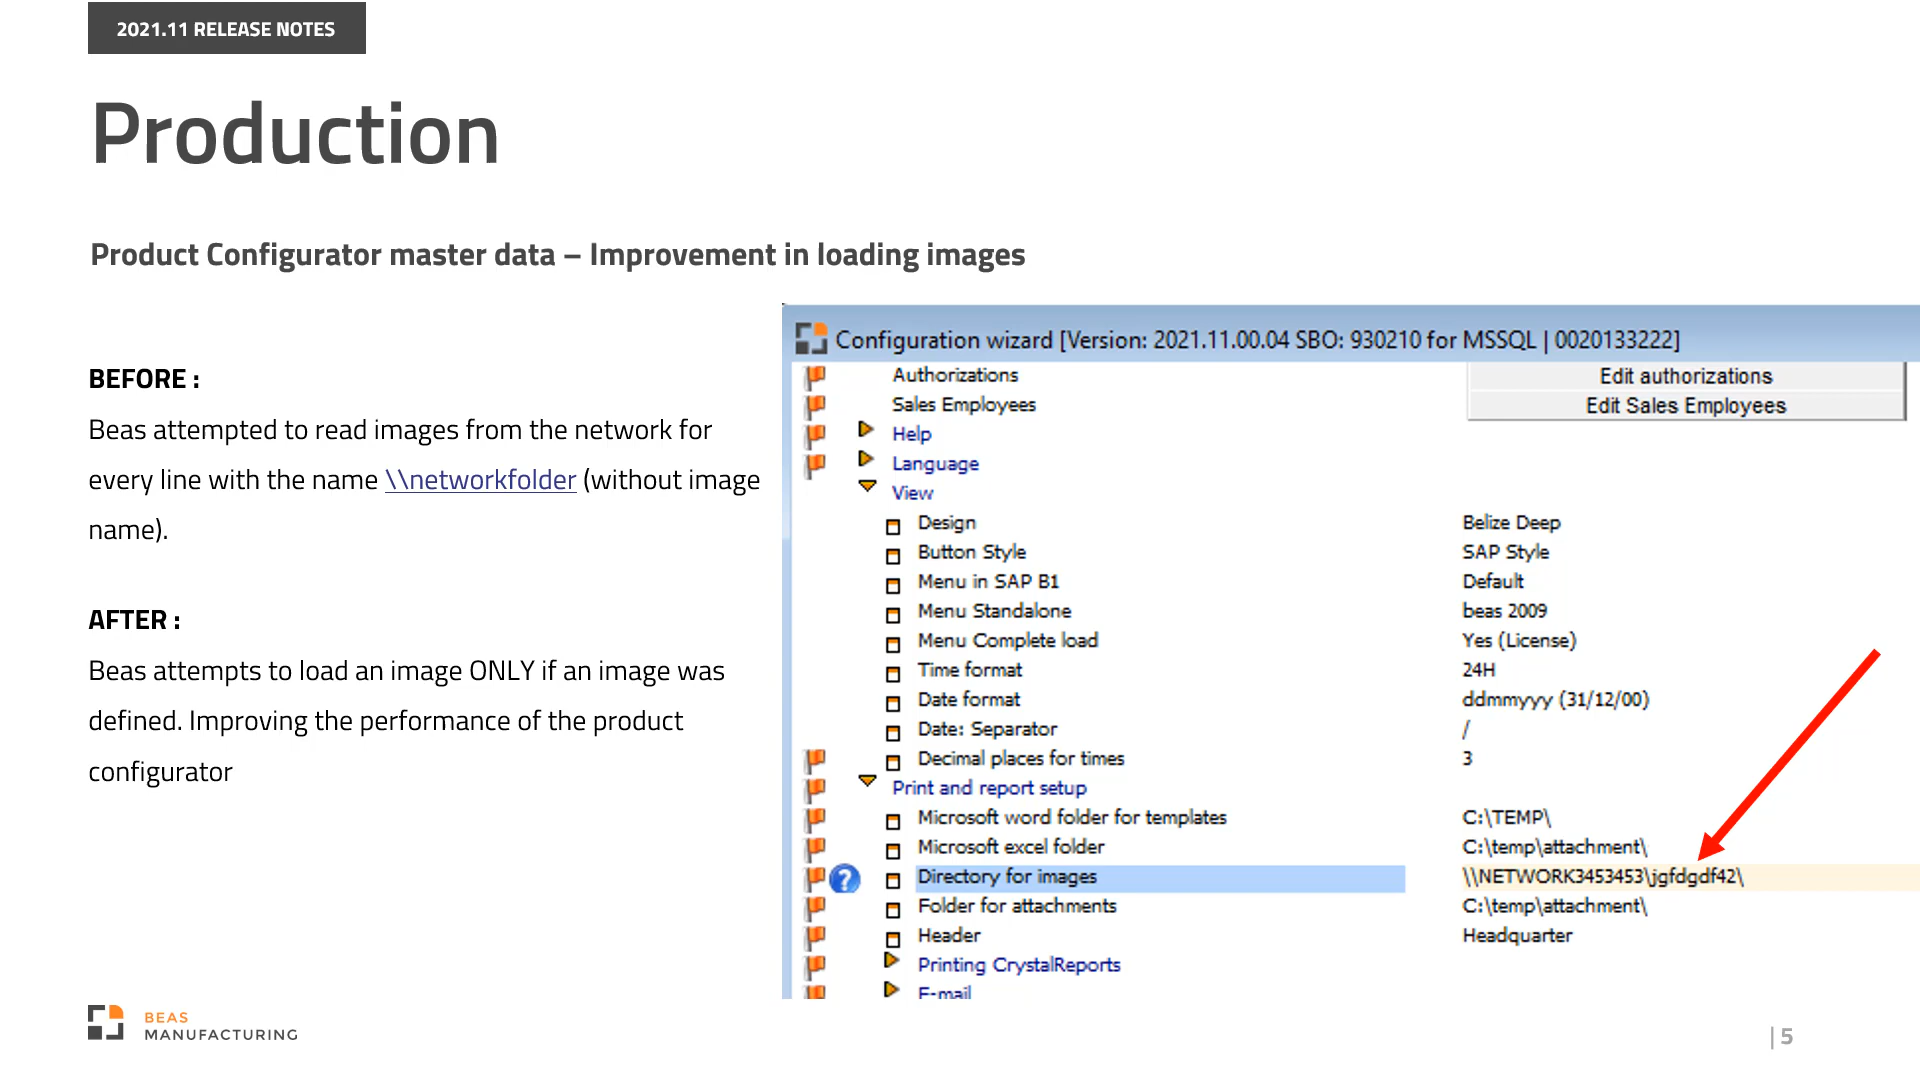 2021.11 RELEASE NOTES
Production
Product Configurator master data – Improvement in loading images
BEFORE :
Beas attempted to read images from the network for
every line with the name \\networkfolder (without image
name).
AFTER :
Beas attempts to load an image ONLY if an image was
defined. Improving the performance of the product
configurator
Configuration wizard [Version: 2021.11.00.04 SBO: 930210 for MSSQL | 0020133222]
Authorizations Edit authorizations
Sales Employees Edit Sales Employees
Help
Language
View
Design Belize Deep
Button Style SAP Style
Menu in SAP B1 Default
Menu Standalone beas 2009
Menu Complete load Yes (License)
Time format 24H
Date format ddmmyyy (31/12/00)
Date: Separator /
Decimal places for times 3
Print and report setup
Microsoft word folder for templates C:\TEMP\
Microsoft excel folder C:\temp\attachment\
? Directory for images \\NETWORK3453453\jgfdgdf42\
Folder for attachments C:\temp\attachment\
Header Headquarter
Printing CrystalReports
E-mail
BEAS
MANUFACTURING
| 5